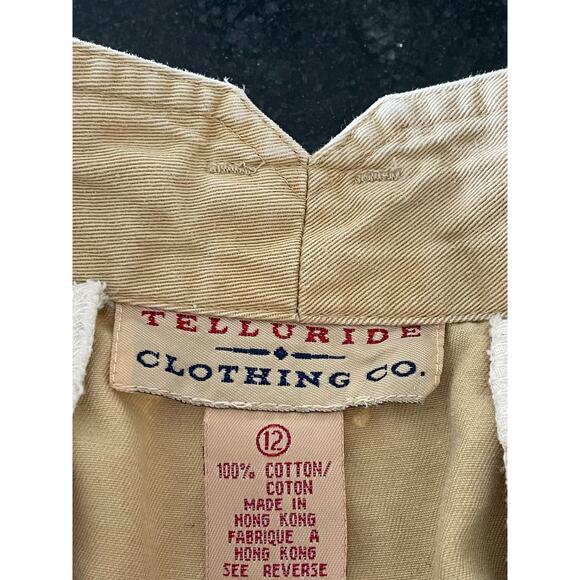 TELLURIDE
CLOTHING CO.
12
100% COTTON/
COTON
MADE IN
HONG KONG
FABRIQUE A
HONG KONG
SEE REVERSE